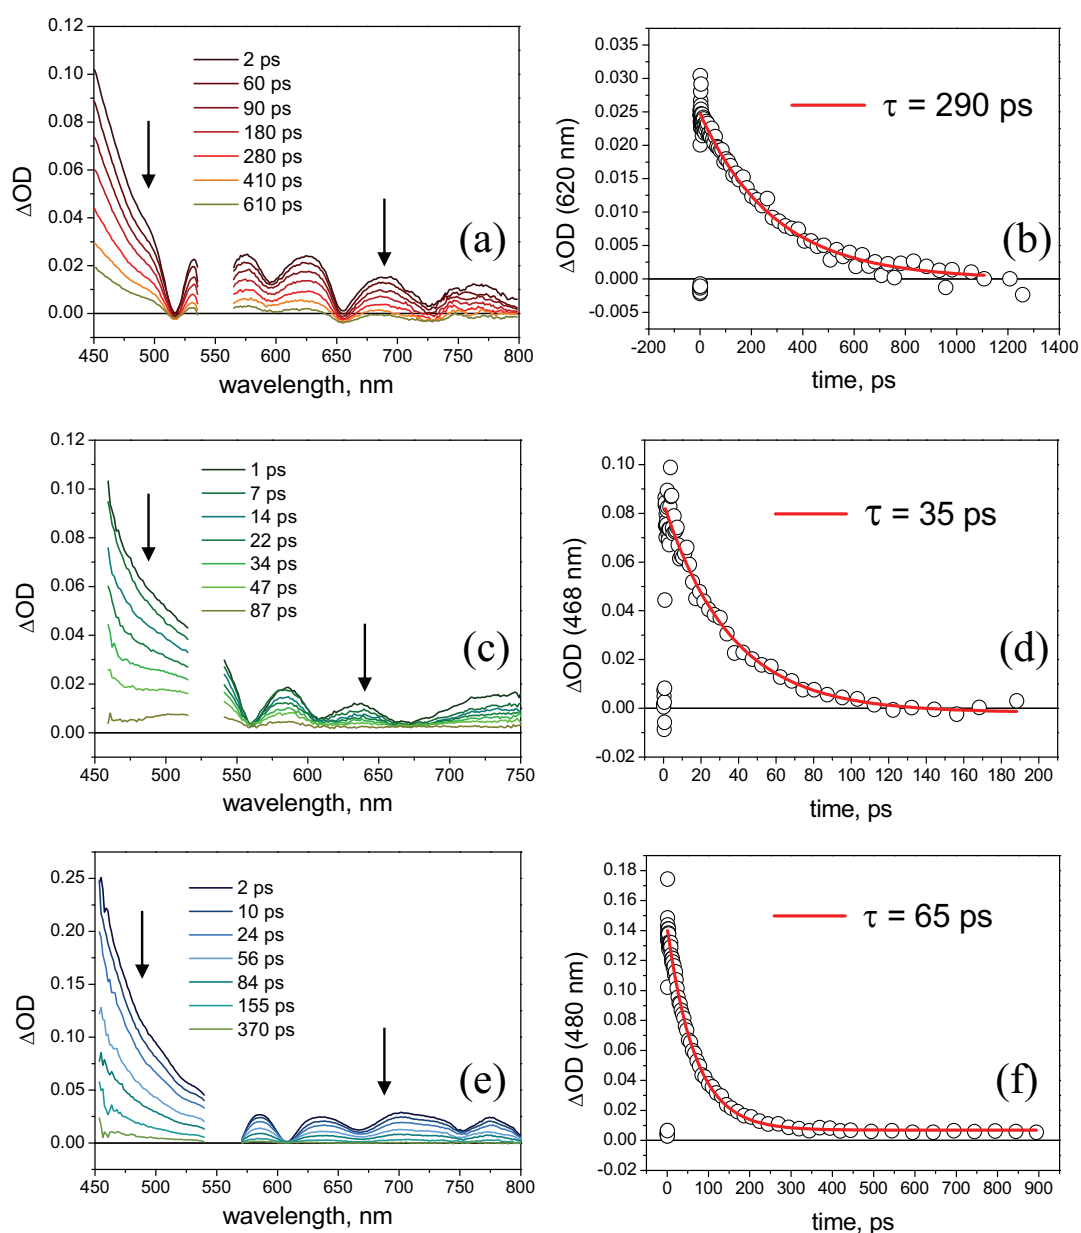 0.12
0.10
0.08
0.06
0.04
0.02
0.00
ΔOD
2 ps
60 ps
90 ps
180 ps
280 ps
410 ps
610 ps
(a)
450 500 550 600 650 700 750 800
wavelength, nm
0.035
0.030
0.025
0.020
0.015
0.010
0.005
0.000
-0.005
ΔOD (620 nm)
τ = 290 ps
(b)
-200 0 200 400 600 800 1000 1200 1400
time, ps
0.12
0.10
0.08
0.06
0.04
0.02
0.00
ΔOD
1 ps
7 ps
14 ps
22 ps
34 ps
47 ps
87 ps
(c)
450 500 550 600 650 700 750
wavelength, nm
0.10
0.08
0.06
0.04
0.02
0.00
-0.02
ΔOD (468 nm)
τ = 35 ps
(d)
0 20 40 60 80 100 120 140 160 180 200
time, ps
0.25
0.20
0.15
0.10
0.05
0.00
ΔOD
2 ps
10 ps
24 ps
56 ps
84 ps
155 ps
370 ps
(e)
450 500 550 600 650 700 750 800
wavelength, nm
0.18
0.16
0.14
0.12
0.10
0.08
0.06
0.04
0.02
0.00
-0.02
ΔOD (480 nm)
τ = 65 ps
(f)
0 100 200 300 400 500 600 700 800 900
time, ps